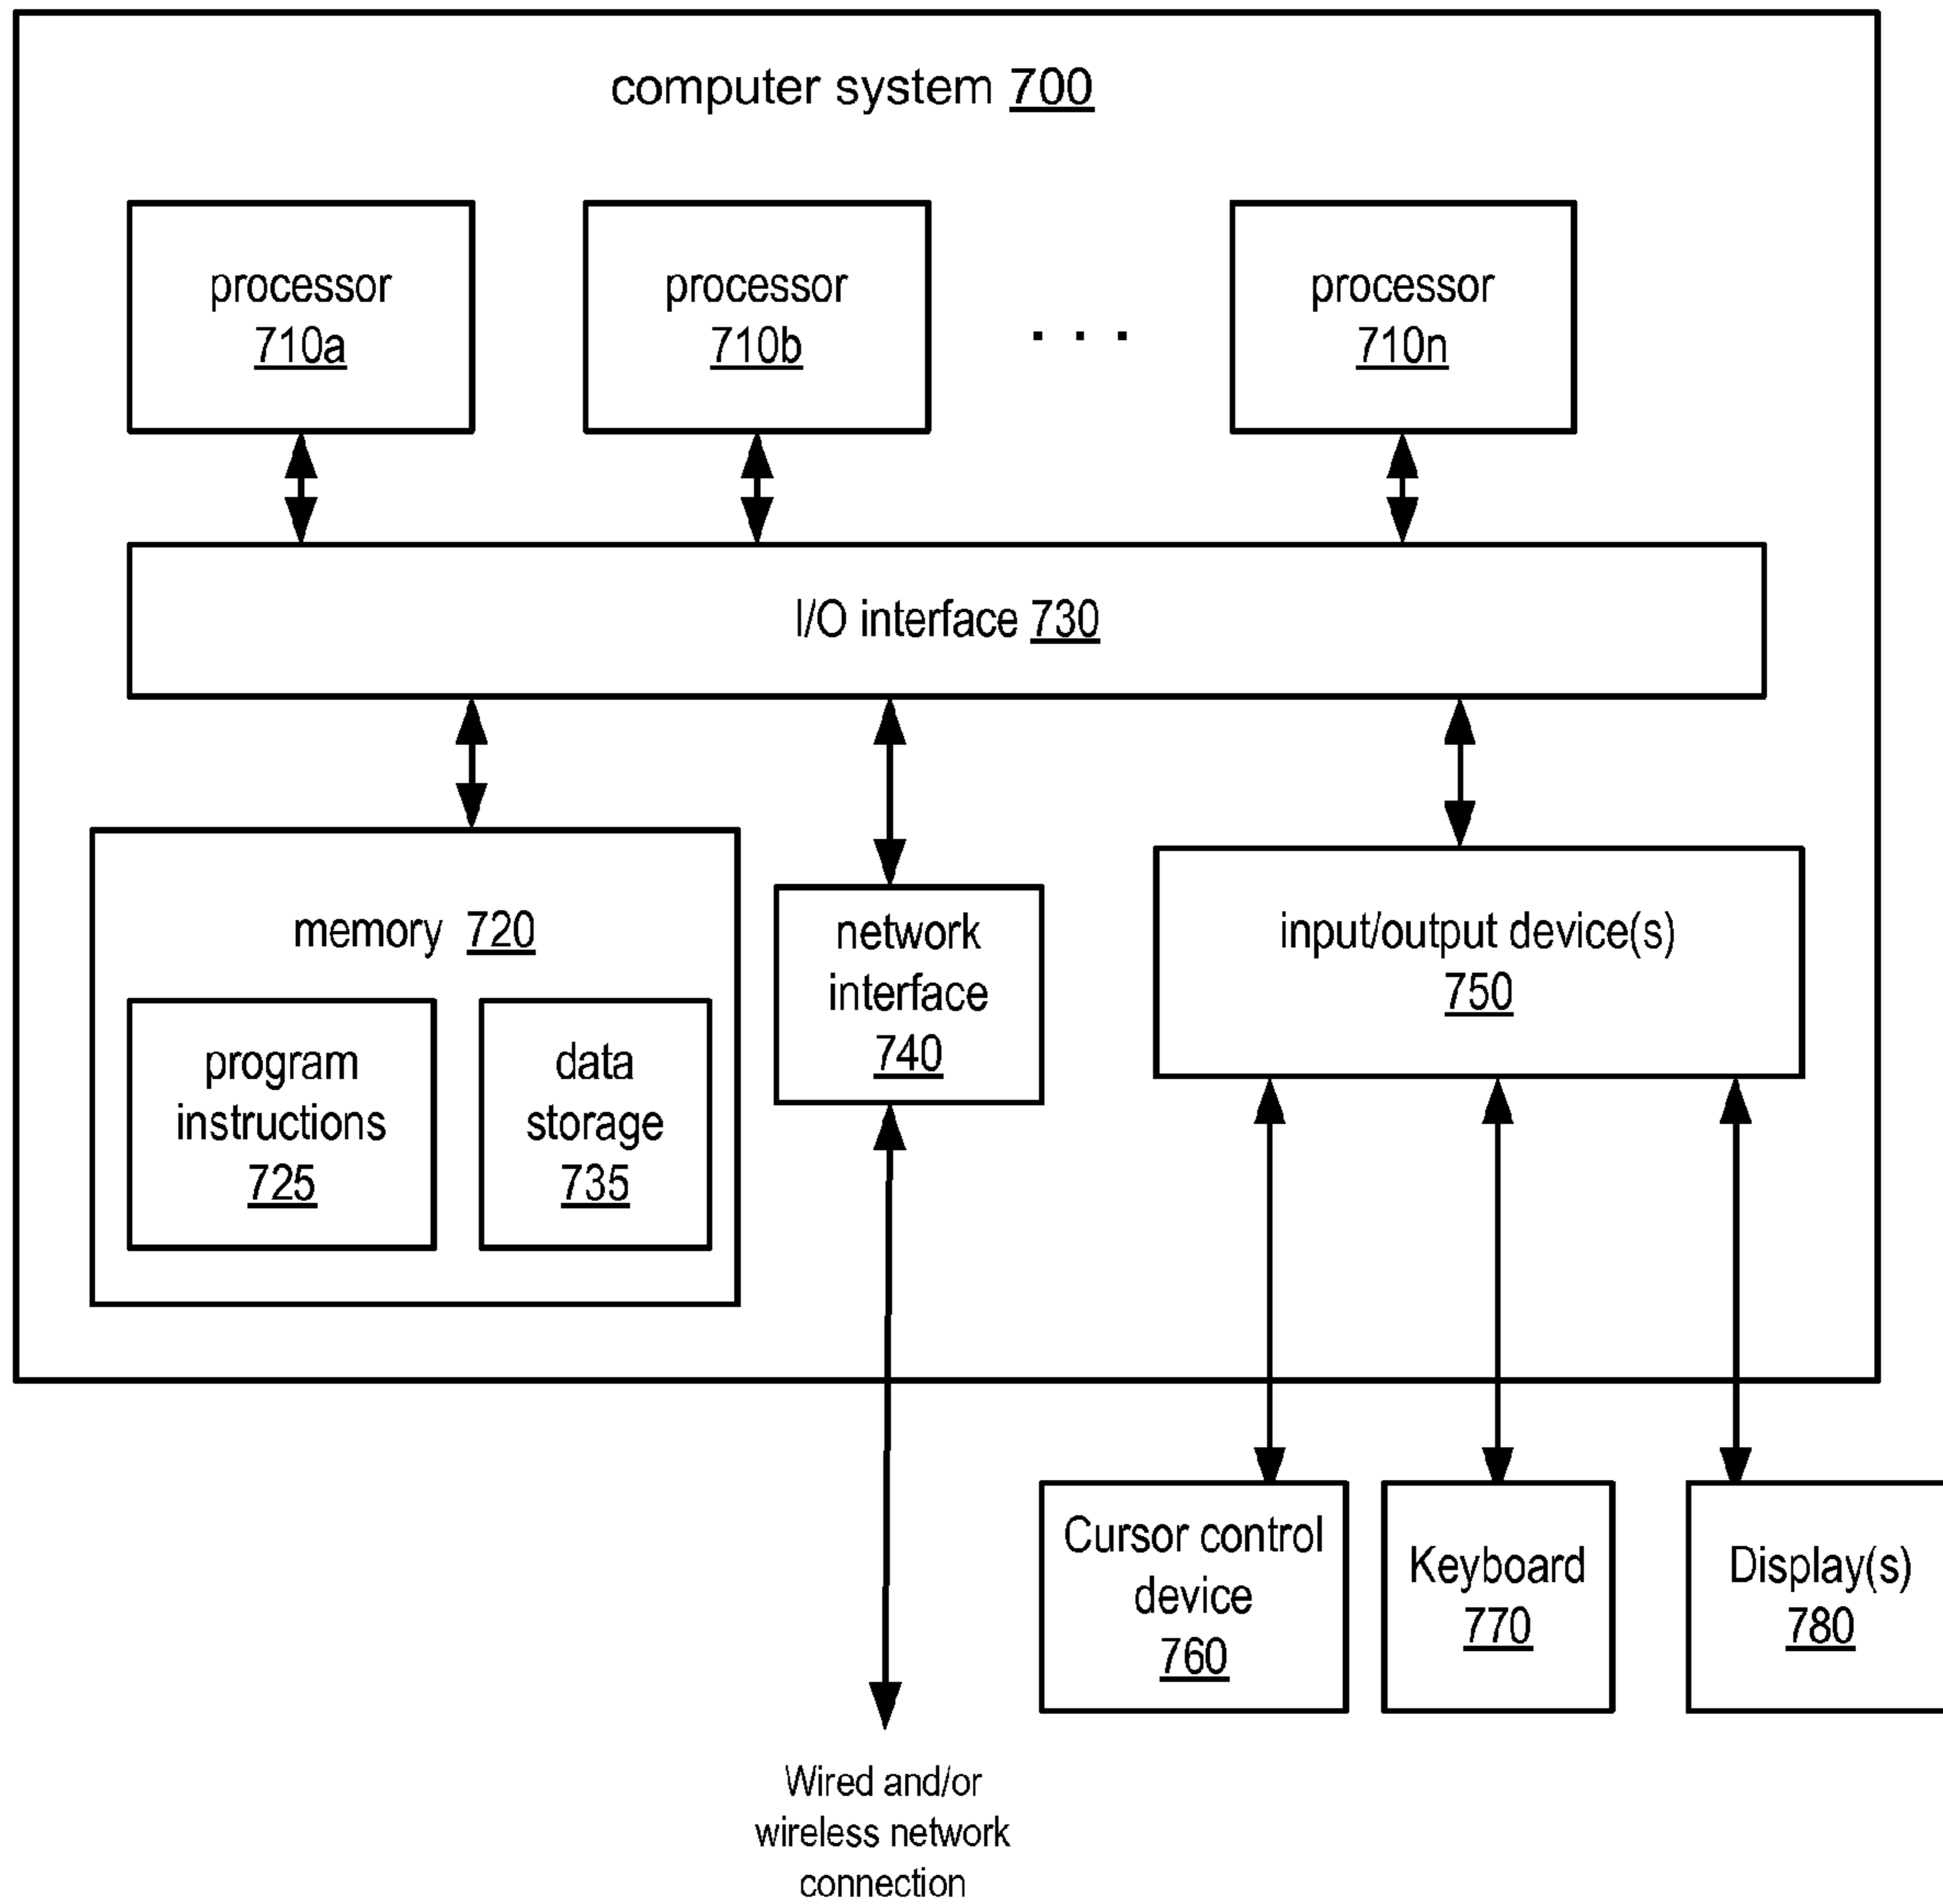 computer system 700
processor
710a
processor
710b
. . .
processor
710n
I/O interface 730
memory 720
program
instructions
725
data
storage
735
network
interface
740
input/output device(s)
750
Cursor control
device
760
Keyboard
770
Display(s)
780
Wired and/or
wireless network
connection